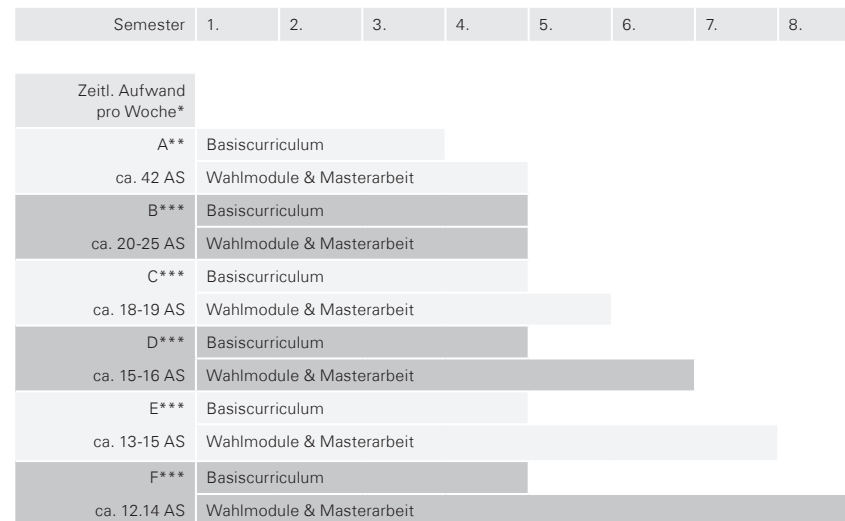 Semester 1. 2. 3. 4. 5. 6. 7. 8.
Zeitl. Aufwand
pro Woche*
A** Basiscurriculum
ca. 42 AS Wahlmodule & Masterarbeit
B*** Basiscurriculum
ca. 20-25 AS Wahlmodule & Masterarbeit
C*** Basiscurriculum
ca. 18-19 AS Wahlmodule & Masterarbeit
D*** Basiscurriculum
ca. 15-16 AS Wahlmodule & Masterarbeit
E*** Basiscurriculum
ca. 13-15 AS Wahlmodule & Masterarbeit
F*** Basiscurriculum
ca. 12.14 AS Wahlmodule & Masterarbeit